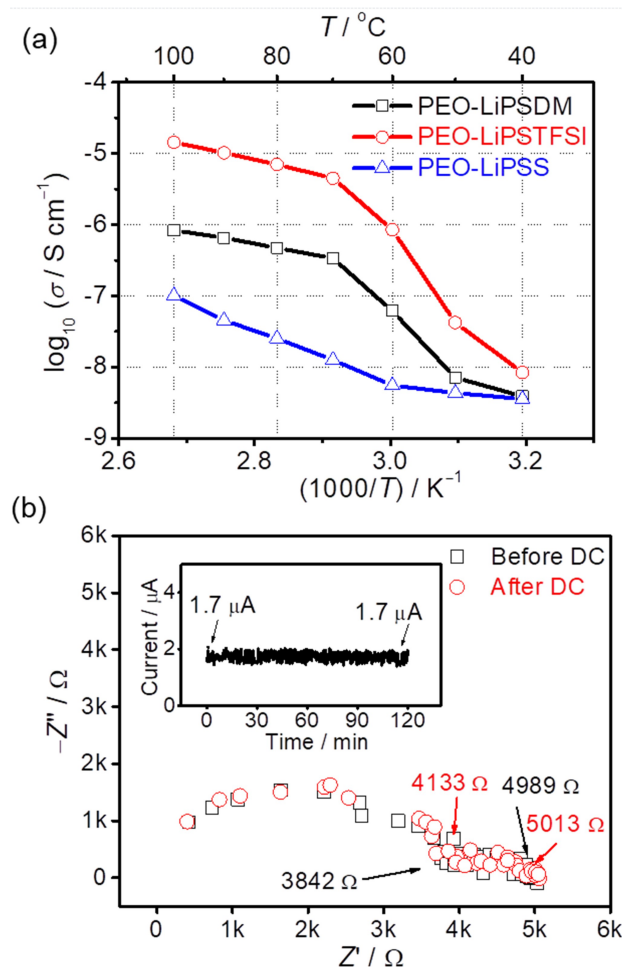 (a)
T / °C
100 90 80 70 60 50 40
-4
-5
-6
-7
-8
-9
log₁₀ (σ / S cm⁻¹)
PEO-LiPSDM
PEO-LiPSTFSI
PEO-LiPSS
2.6 2.8 3.0 3.2
(1000/T) / K⁻¹
(b)
6k
5k
4k
3k
2k
1k
0
−Z" / Ω
Before DC
After DC
4
2
0
Current / μA
1.7 μA
1.7 μA
0 30 60 90 120
Time / min
4133 Ω
4989 Ω
5013 Ω
3842 Ω
0 1k 2k 3k 4k 5k 6k
Z' / Ω